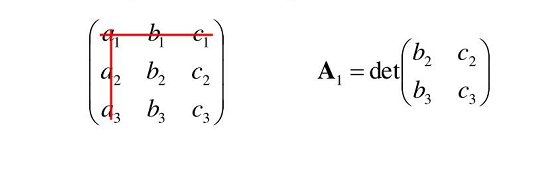 a₁ b₁ c₁
a₂ b₂ c₂
a₃ b₃ c₃
A₁ = det
b₂ c₂
b₃ c₃